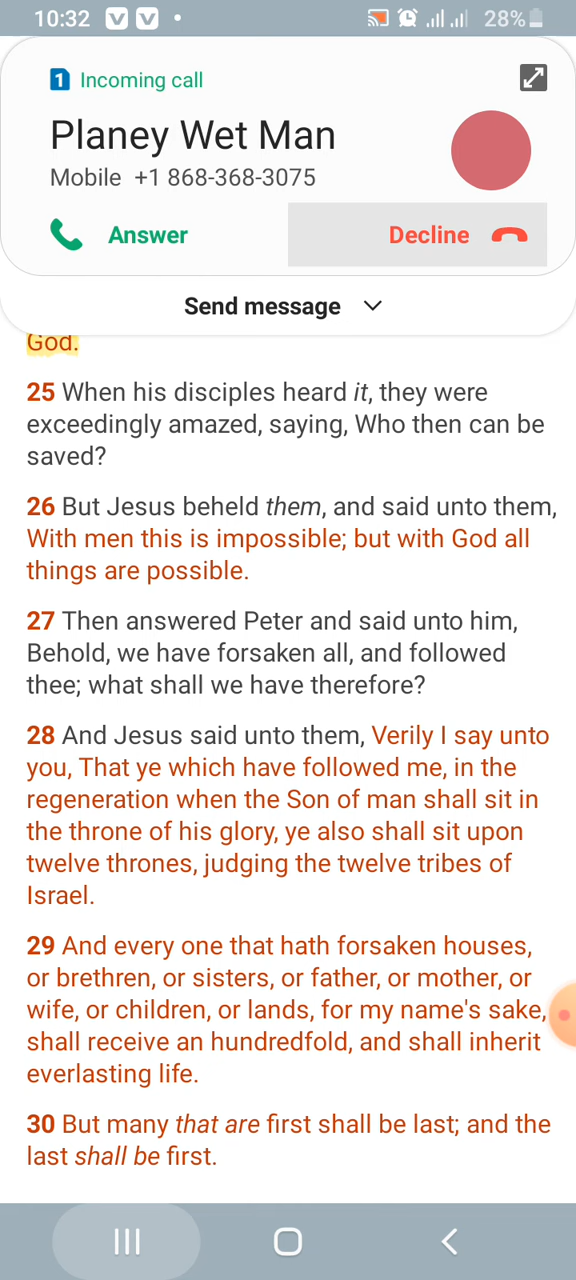 10:32 V V 28%
1 Incoming call
Planey Wet Man
Mobile +1 868-368-3075
Answer Decline
Send message
God.
25 When his disciples heard it, they were
exceedingly amazed, saying, Who then can be
saved?
26 But Jesus beheld them, and said unto them,
With men this is impossible; but with God all
things are possible.
27 Then answered Peter and said unto him,
Behold, we have forsaken all, and followed
thee; what shall we have therefore?
28 And Jesus said unto them, Verily I say unto
you, That ye which have followed me, in the
regeneration when the Son of man shall sit in
the throne of his glory, ye also shall sit upon
twelve thrones, judging the twelve tribes of
Israel.
29 And every one that hath forsaken houses,
or brethren, or sisters, or father, or mother, or
wife, or children, or lands, for my name's sake,
shall receive an hundredfold, and shall inherit
everlasting life.
30 But many that are first shall be last; and the
last shall be first.